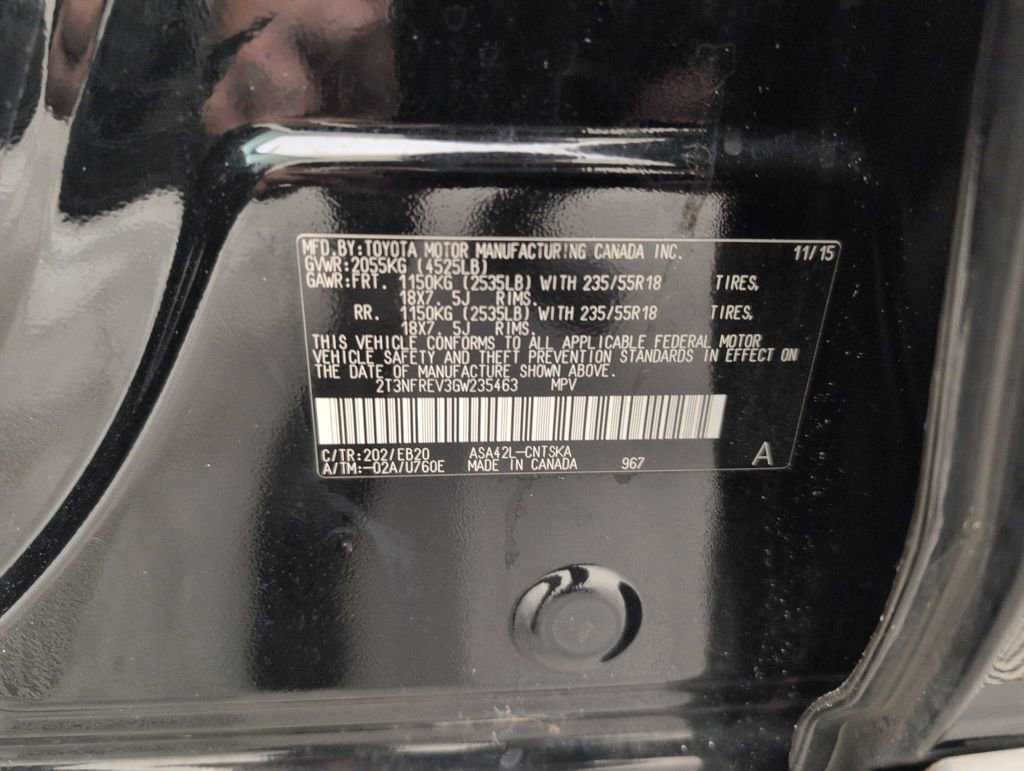 MFD.BY:TOYOTA MOTOR MANUFACTURING CANADA INC. 11/15
GVWR:2055KG (4525LB)
GAWR:FRT. 1150KG (2535LB) WITH 235/55R18 TIRES,
18X7.5J RIMS.
RR. 1150KG (2535LB) WITH 235/55R18 TIRES,
18X7.5J RIMS.
THIS VEHICLE CONFORMS TO ALL APPLICABLE FEDERAL MOTOR
VEHICLE SAFETY AND THEFT PREVENTION STANDARDS IN EFFECT ON
THE DATE OF MANUFACTURE SHOWN ABOVE.
2T3NFREV3GW235463 MPV
C/TR:202/EB20 ASA42L-CNTSKA
A/TM:-02A/U760E MADE IN CANADA 967 A